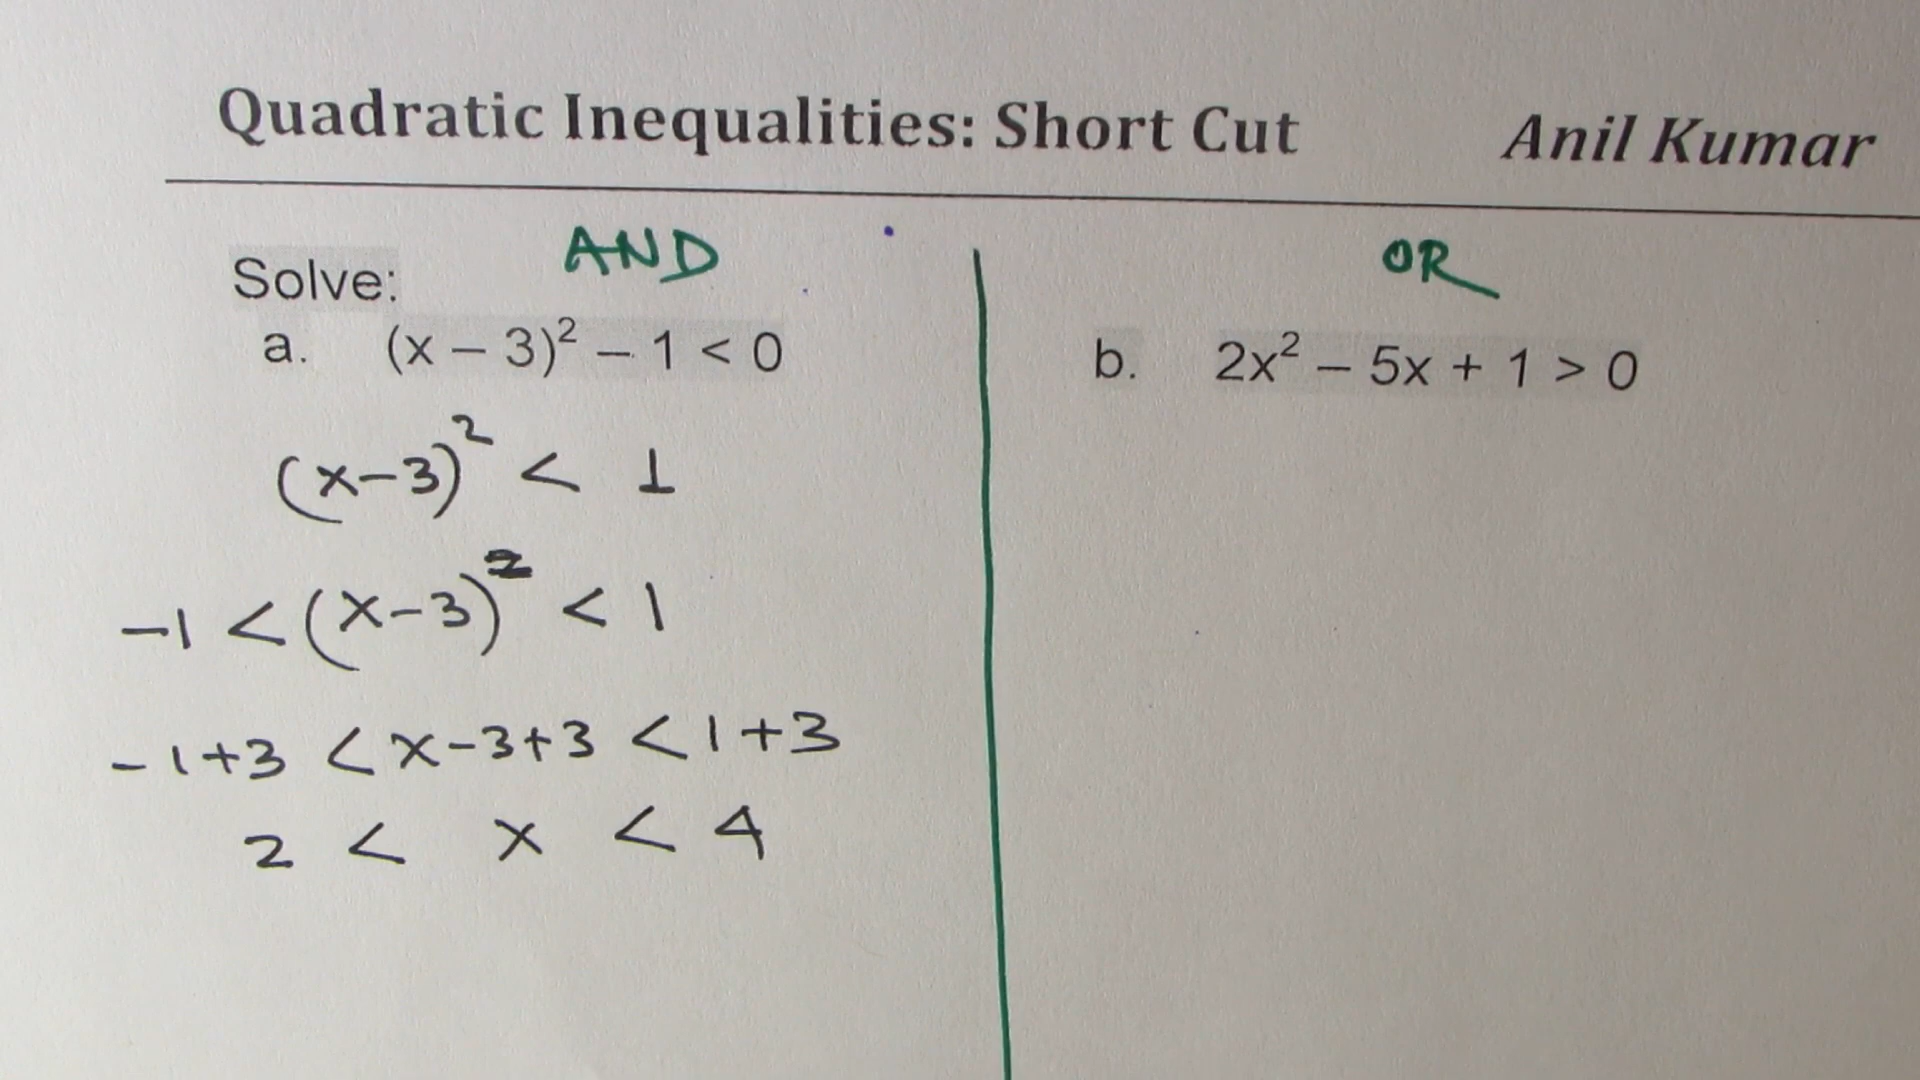 Quadratic Inequalities: Short Cut Anil Kumar
AND
Solve:
a. (x – 3)² – 1 < 0
(x-3)² < 1
-1 < (x-3)² < 1
-1+3 < x-3+3 < 1+3
2 < x < 4
OR
b. 2x² – 5x + 1 > 0